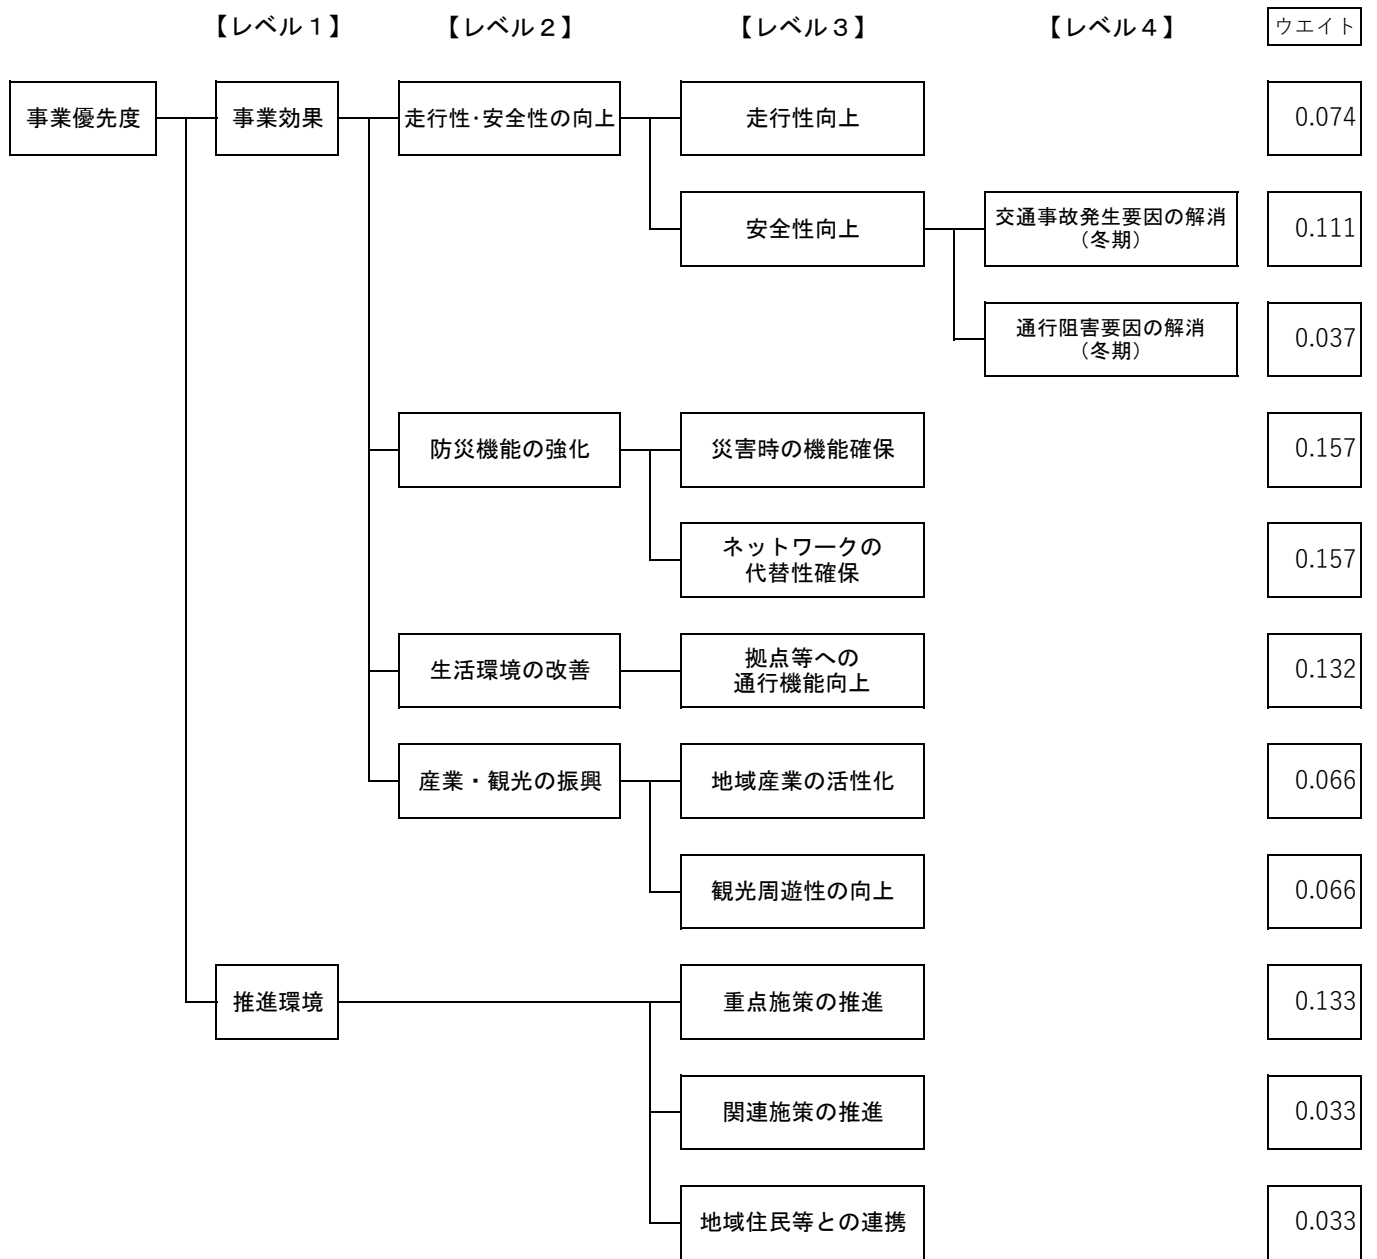 【レベル１】
【レベル２】
【レベル３】
【レベル４】
ウエイト
事業優先度
事業効果
走行性･安全性の向上
走行性向上
0.074
安全性向上
交通事故発生要因の解消
（冬期）
0.111
通行阻害要因の解消
（冬期）
0.037
防災機能の強化
災害時の機能確保
0.157
ネットワークの
代替性確保
0.157
生活環境の改善
拠点等への
通行機能向上
0.132
産業・観光の振興
地域産業の活性化
0.066
観光周遊性の向上
0.066
推進環境
重点施策の推進
0.133
関連施策の推進
0.033
地域住民等との連携
0.033